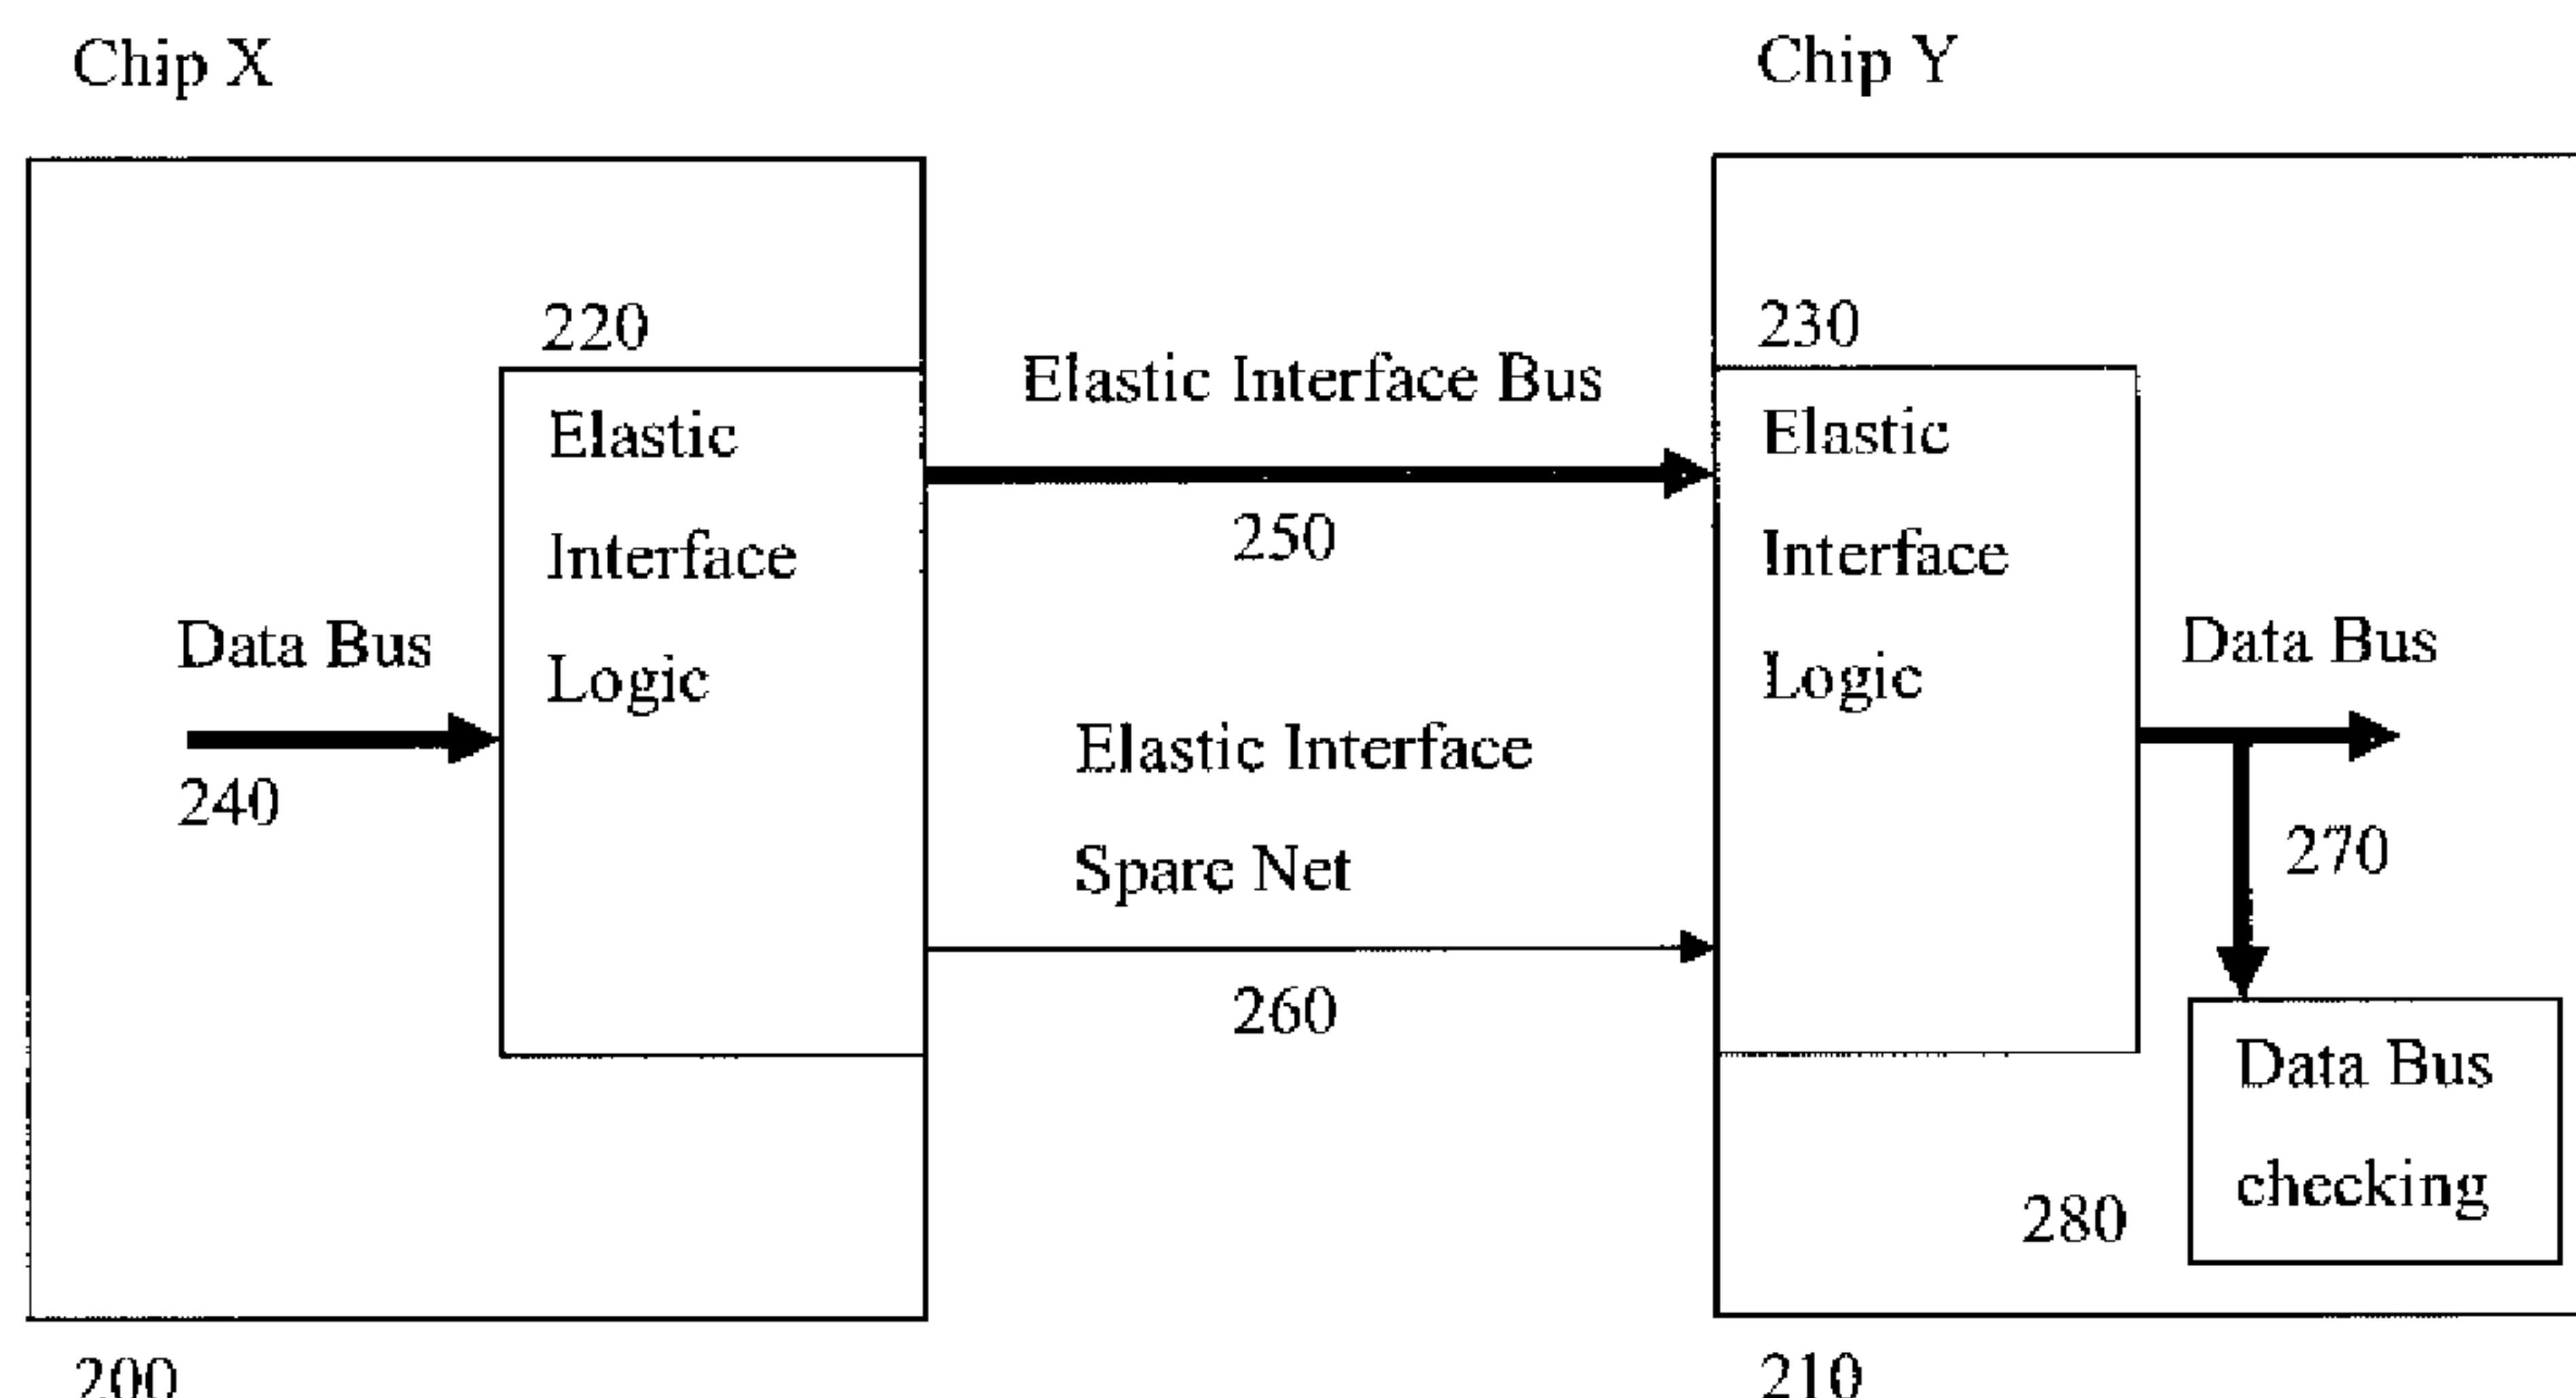 Chip X
Chip Y
220
230
Elastic Interface Bus
Elastic
Interface
Logic
Elastic
Interface
Logic
250
Data Bus
240
Data Bus
270
Elastic Interface
Spare Net
260
Data Bus
checking
280
200
210